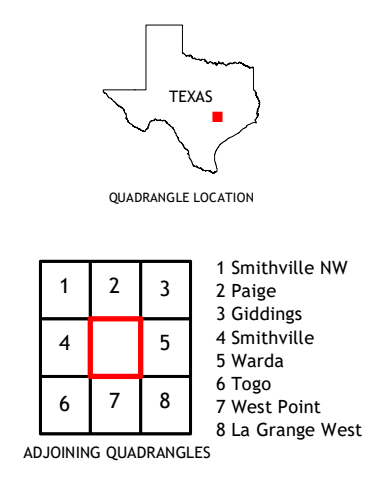 TEXAS
QUADRANGLE LOCATION
1 2 3
4 5
6 7 8
1 Smithville NW
2 Paige
3 Giddings
4 Smithville
5 Warda
6 Togo
7 West Point
8 La Grange West
ADJOINING QUADRANGLES